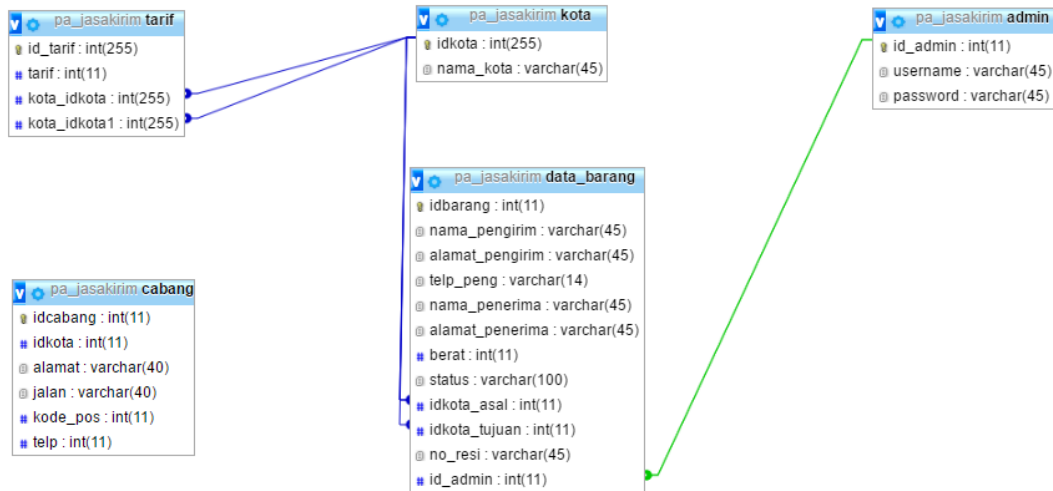 pa_jasakirim tarif
id_tarif : int(255)
tarif : int(11)
kota_idkota : int(255)
kota_idkota1 : int(255)
pa_jasakirim kota
idkota : int(255)
nama_kota : varchar(45)
pa_jasakirim admin
id_admin : int(11)
username : varchar(45)
password : varchar(45)
pa_jasakirim data_barang
idbarang : int(11)
nama_pengirim : varchar(45)
alamat_pengirim : varchar(45)
telp_peng : varchar(14)
nama_penerima : varchar(45)
alamat_penerima : varchar(45)
berat : int(11)
status : varchar(100)
idkota_asal : int(11)
idkota_tujuan : int(11)
no_resi : varchar(45)
id_admin : int(11)
pa_jasakirim cabang
idcabang : int(11)
idkota : int(11)
alamat : varchar(40)
jalan : varchar(40)
kode_pos : int(11)
telp : int(11)